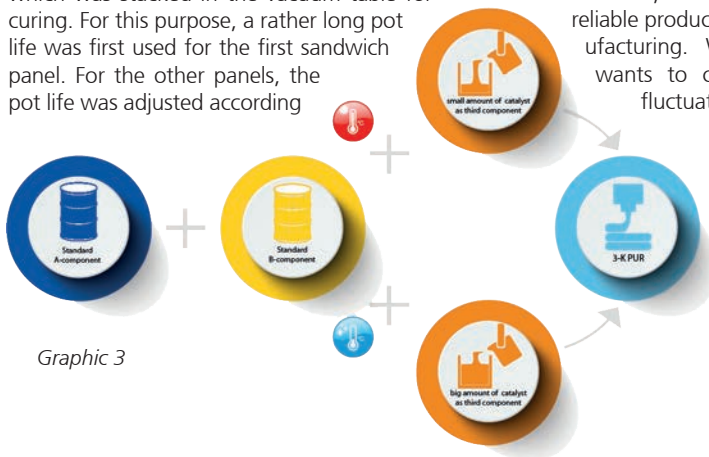 curing. For this purpose, a rather long pot
life was first used for the first sandwich
panel. For the other panels, the
pot life was adjusted according
reliable produc
ufacturing.
wants to
fluctuat
small amount of catalyst
as third component
Standard
A-component
Standard
B-component
3-K PUR
big amount of catalyst
as third component
Graphic 3